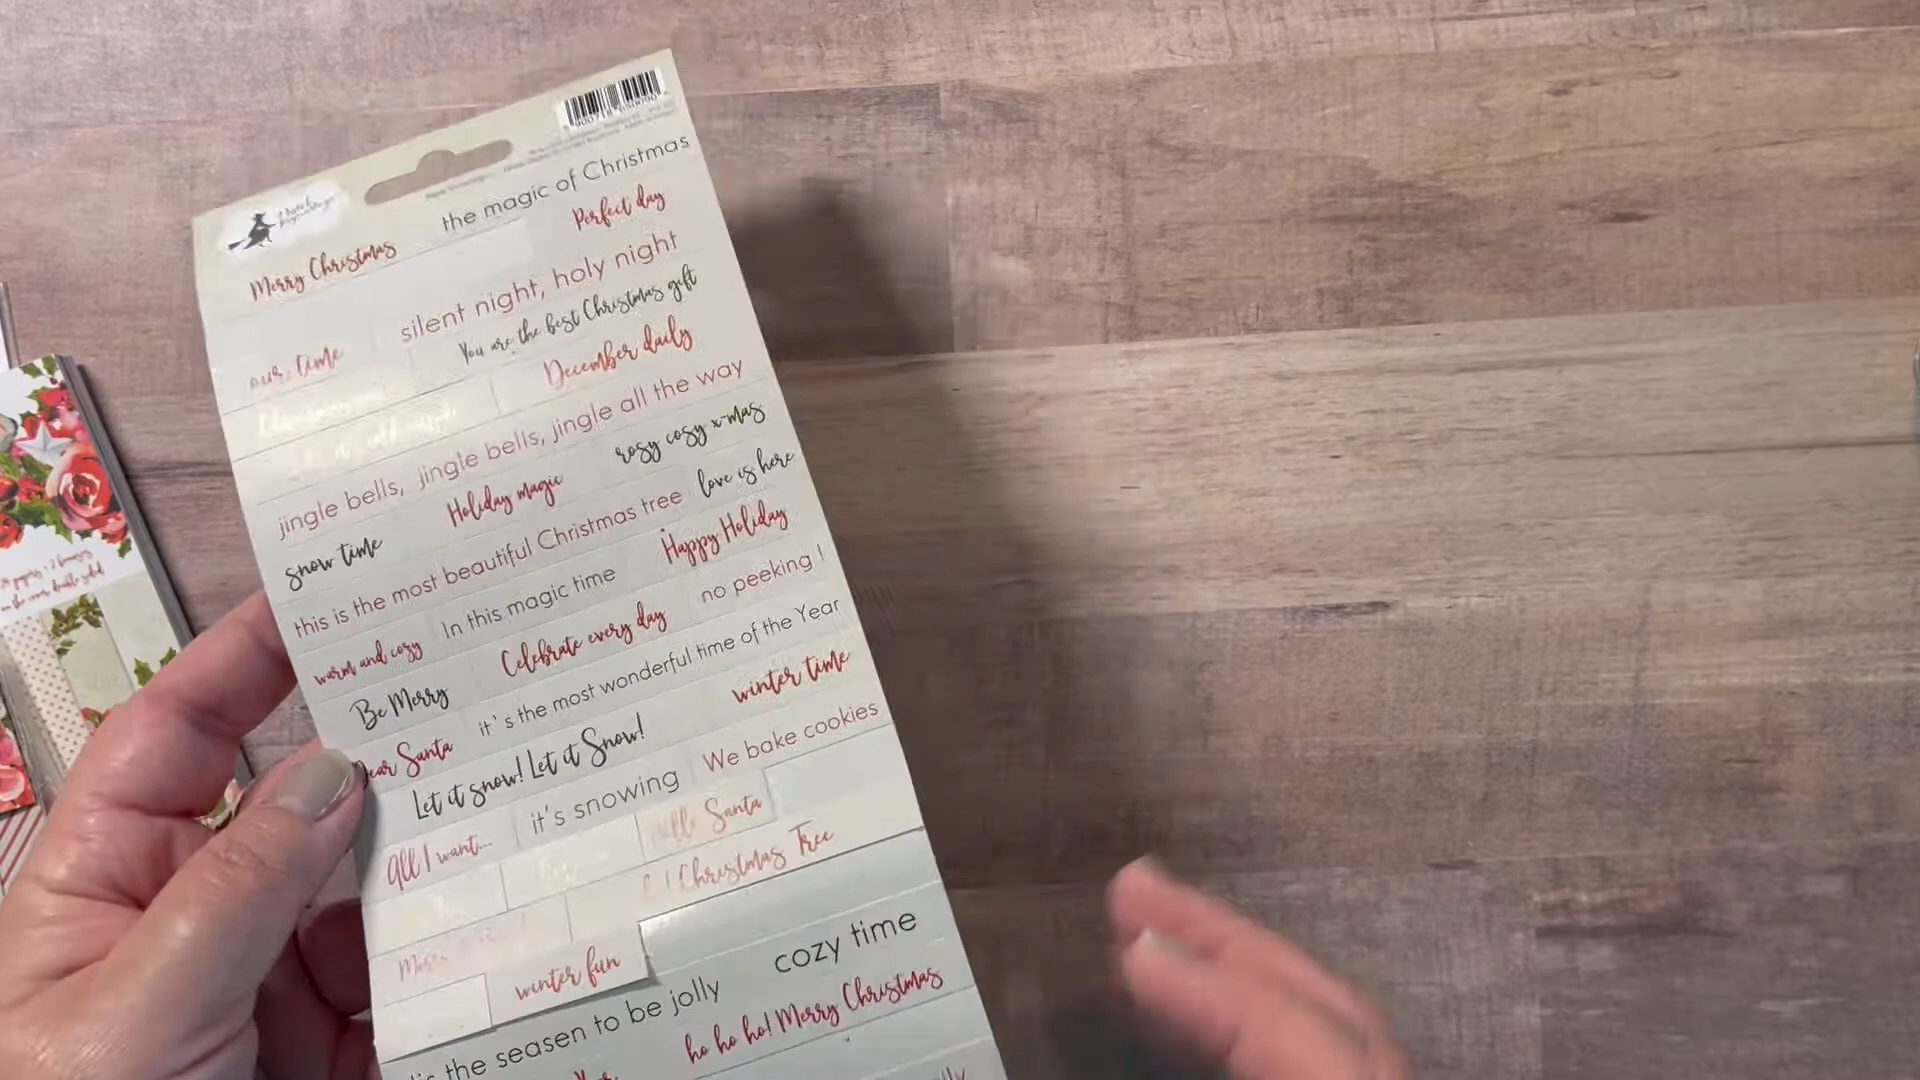 the magic of Christmas
Merry Christmas
Perfect day
silent night, holy night
You are the best Christmas gift
our time
December daily
jingle bells, jingle bells, jingle all the way
rosy cosy x-mas
Holiday magic
love is here
snow time
this is the most beautiful Christmas tree
Happy Holiday
In this magic time
no peeking !
warm and cozy
Celebrate every day
Be Merry
it's the most wonderful time of the Year
winter time
Dear Santa
Let it snow! Let it Snow!
We bake cookies
it's snowing
All I want...
Santa
Christmas Tree
winter fun
cozy time
is the seasen to be jolly
ho ho ho! Merry Christmas